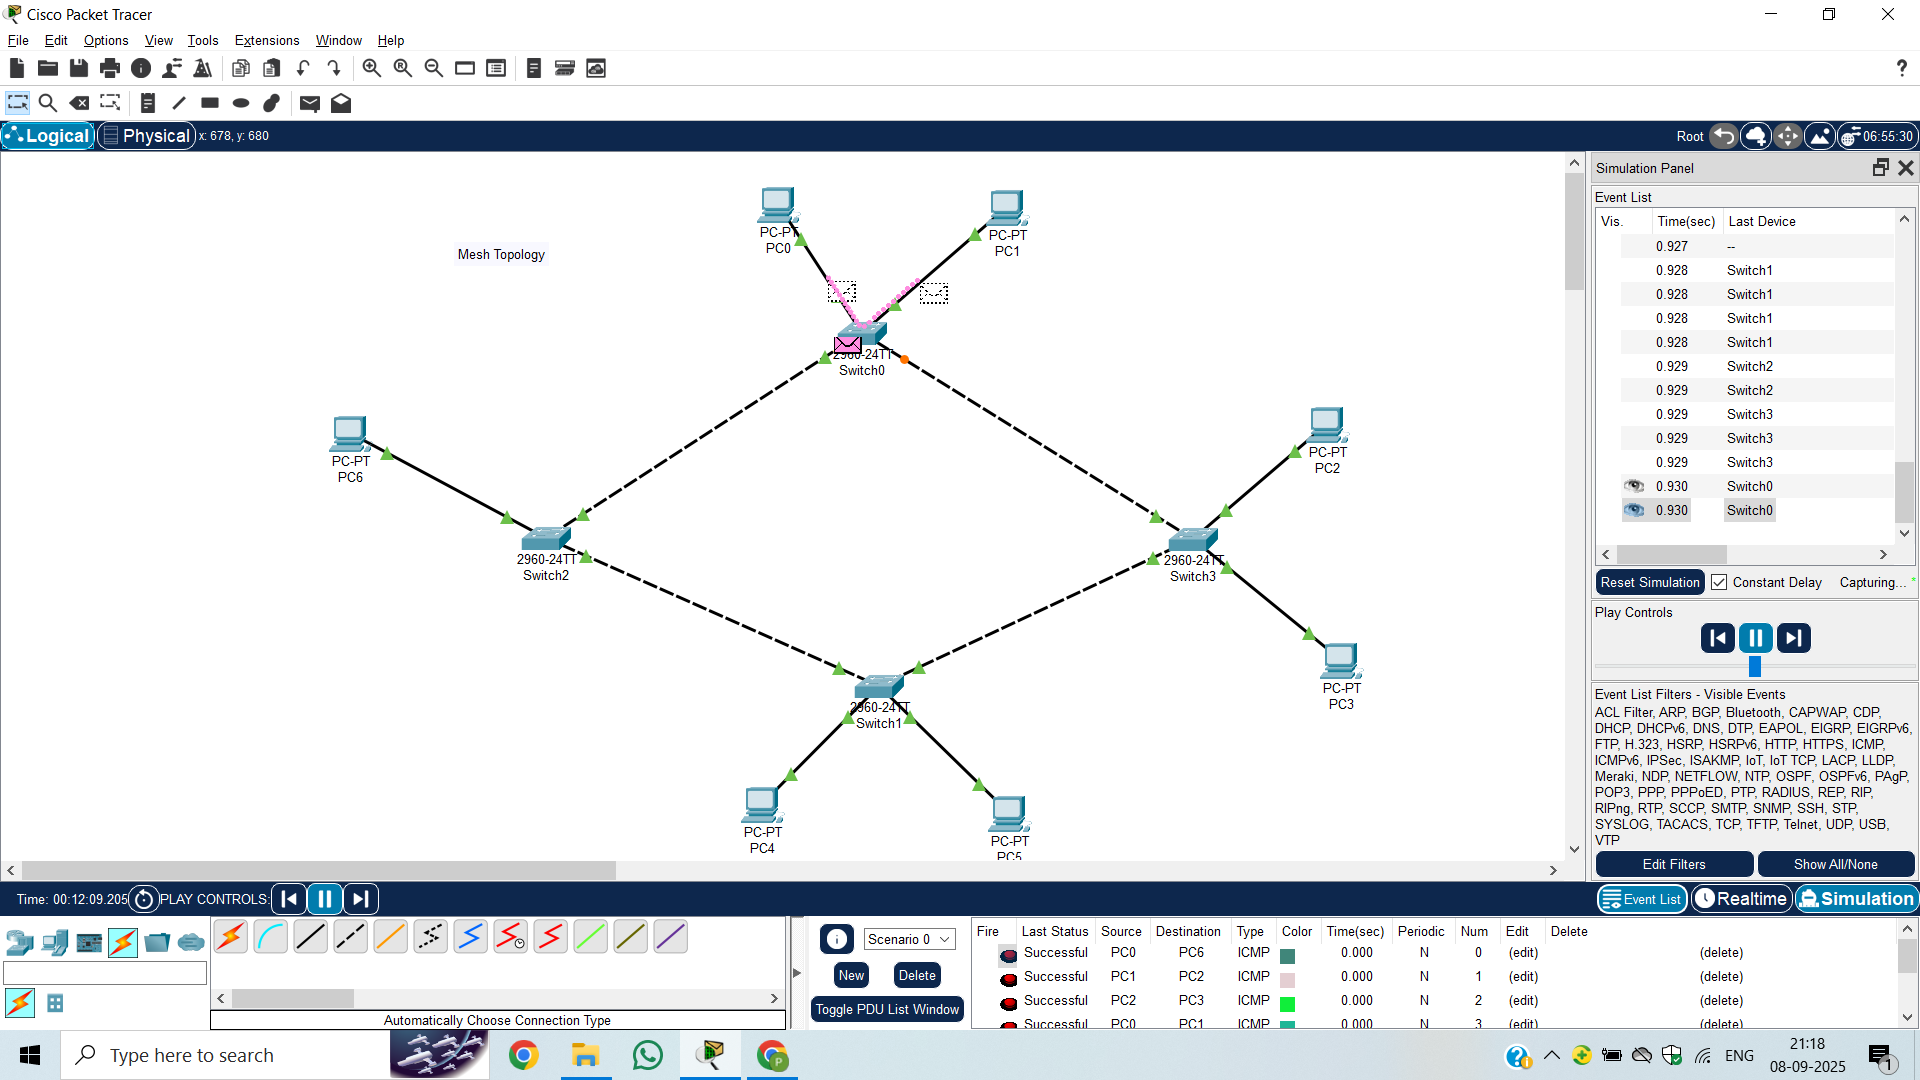 Cisco Packet Tracer
File Edit Options View Tools Extensions Window Help
Logical Physical x: 678, y: 680 Root 06:55:30
Mesh Topology
PC-PT
PC0
PC-PT
PC1
2960-24TT
Switch0
PC-PT
PC6
PC-PT
PC2
2960-24TT
Switch2
2960-24TT
Switch3
PC-PT
PC3
2960-24TT
Switch1
PC-PT
PC4
PC-PT
PC5
Simulation Panel
Event List
Vis. Time(sec) Last Device
0.927 --
0.928 Switch1
0.928 Switch1
0.928 Switch1
0.928 Switch1
0.929 Switch2
0.929 Switch2
0.929 Switch3
0.929 Switch3
0.929 Switch3
0.930 Switch0
0.930 Switch0
Reset Simulation Constant Delay Capturing...
Play Controls
Event List Filters - Visible Events
ACL Filter, ARP, BGP, Bluetooth, CAPWAP, CDP,
DHCP, DHCPv6, DNS, DTP, EAPOL, EIGRP, EIGRPv6,
FTP, H.323, HSRP, HSRPv6, HTTP, HTTPS, ICMP,
ICMPv6, IPSec, ISAKMP, IoT, IoT TCP, LACP, LLDP,
Meraki, NDP, NETFLOW, NTP, OSPF, OSPFv6, PAgP,
POP3, PPP, PPPoED, PTP, RADIUS, REP, RIP,
RIPng, RTP, SCCP, SMTP, SNMP, SSH, STP,
SYSLOG, TACACS, TCP, TFTP, Telnet, UDP, USB,
VTP
Edit Filters Show All/None
Time: 00:12:09.205 PLAY CONTROLS: Event List Realtime Simulation
Automatically Choose Connection Type
Scenario 0
New Delete
Toggle PDU List Window
Fire Last Status Source Destination Type Color Time(sec) Periodic Num Edit Delete
Successful PC0 PC6 ICMP 0.000 N 0 (edit) (delete)
Successful PC1 PC2 ICMP 0.000 N 1 (edit) (delete)
Successful PC2 PC3 ICMP 0.000 N 2 (edit) (delete)
Successful PC0 PC1 ICMP 0.000 N 3 (edit) (delete)
Type here to search
ENG
21:18
08-09-2025
1